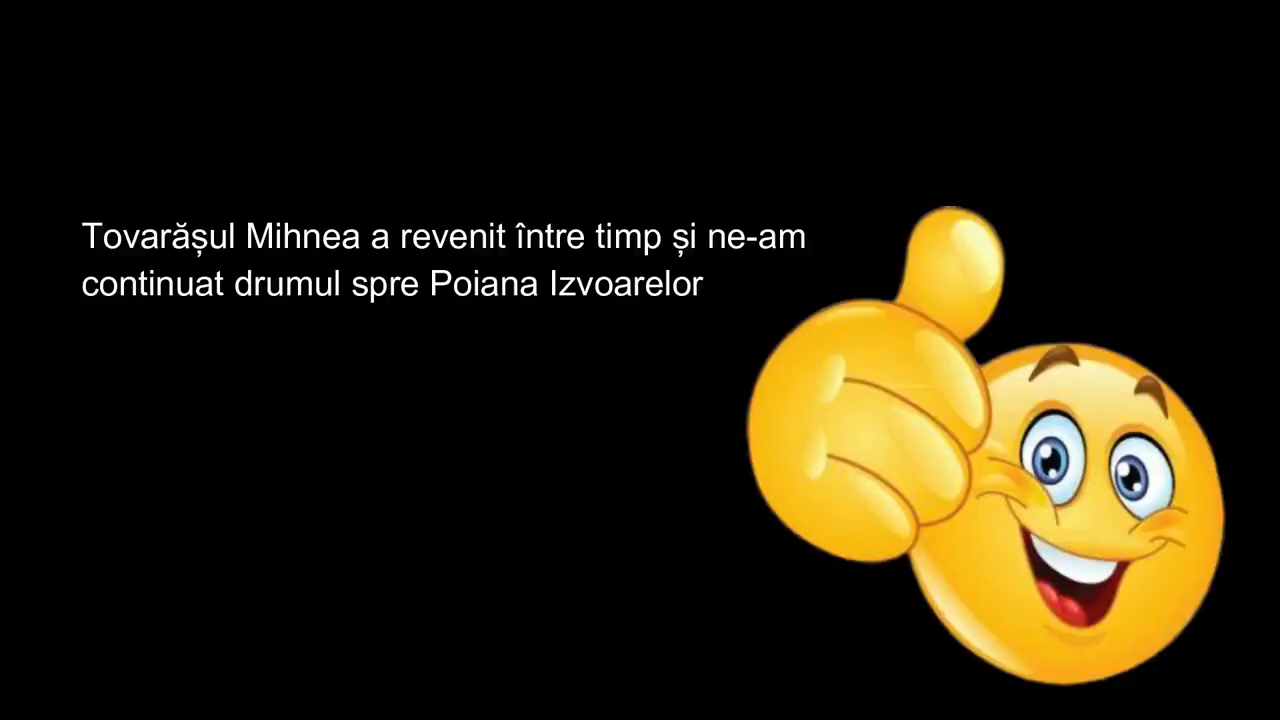 Tovarășul Mihnea a revenit între timp și ne-am
continuat drumul spre Poiana Izvoarelor